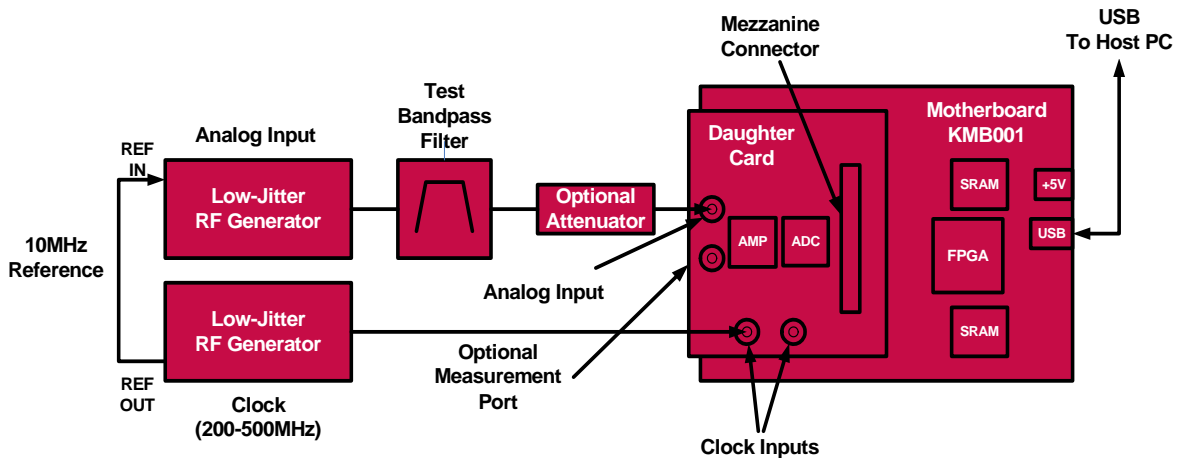 USB
To Host PC
Mezzanine
Connector
Test
Bandpass
Filter
Motherboard
KMB001
Analog Input
Daughter
Card
REF
IN
Low-Jitter
RF Generator
Optional
Attenuator
SRAM
+5V
10MHz
Reference
AMP
ADC
FPGA
USB
Analog Input
Low-Jitter
RF Generator
Optional
Measurement
Port
SRAM
REF
OUT
Clock
(200-500MHz)
Clock Inputs